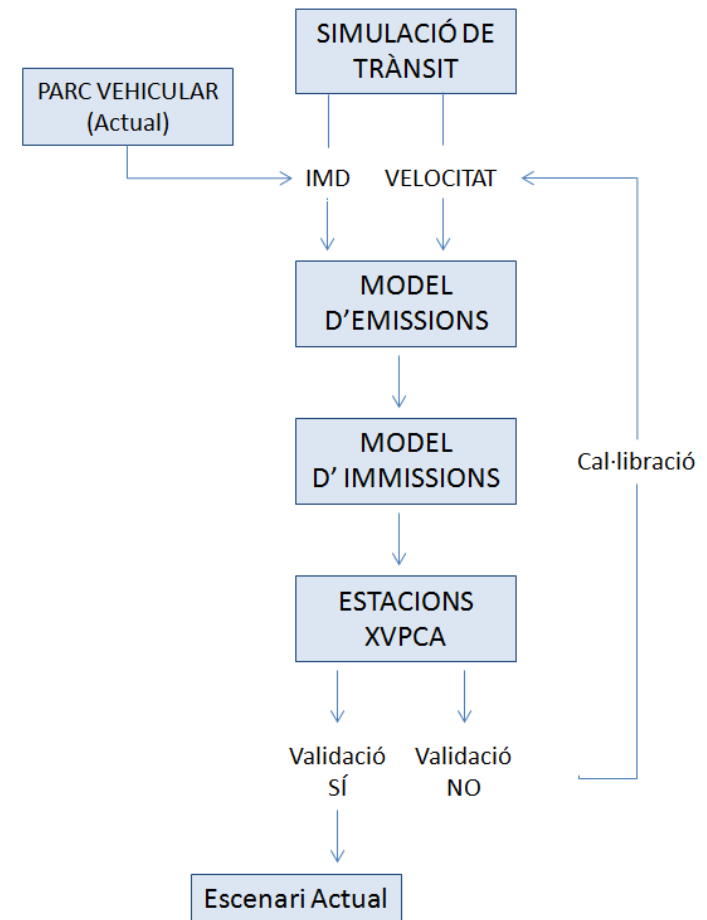 SIMULACIÓ DE
TRÀNSIT
PARC VEHICULAR
(Actual)
IMD
VELOCITAT
MODEL
D'EMISSIONS
MODEL
D' IMMISSIONS
Cal·libració
ESTACIONS
XVPCA
Validació
SÍ
Validació
NO
Escenari Actual